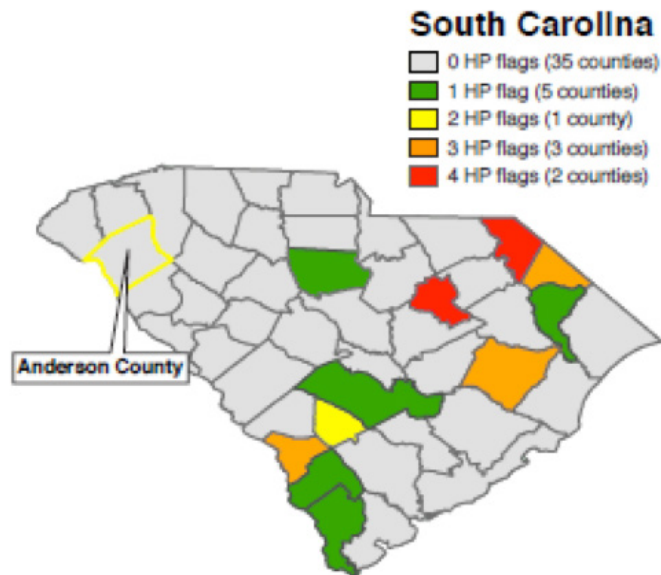 South Carolina
0 HP flags (35 counties)
1 HP flag (5 counties)
2 HP flags (1 county)
3 HP flags (3 counties)
4 HP flags (2 counties)
Anderson County